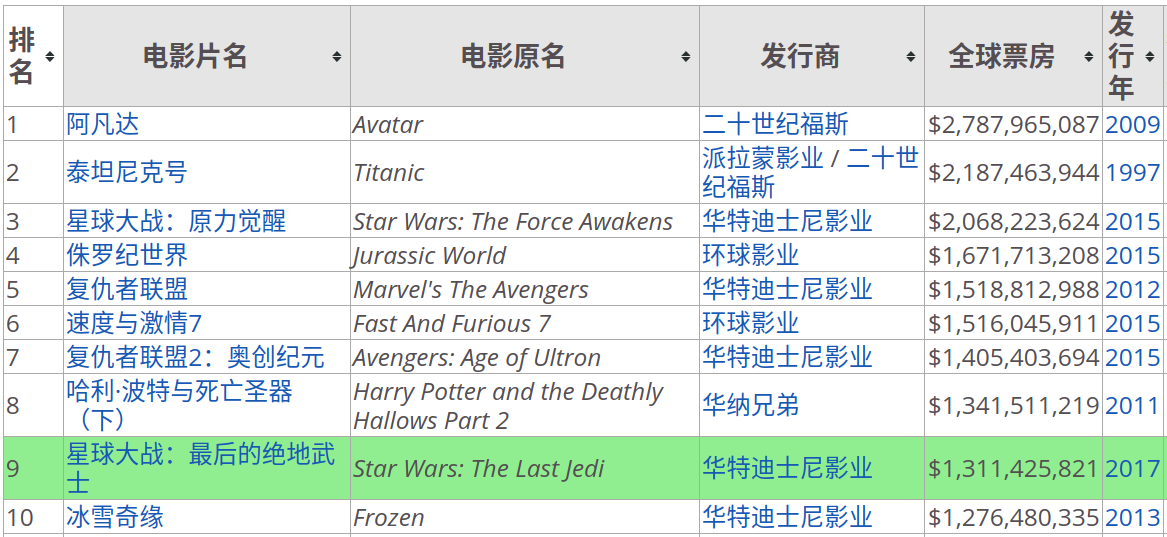 排名 电影片名 电影原名 发行商 全球票房 发行年
1 阿凡达 Avatar 二十世纪福斯 $2,787,965,087 2009
2 泰坦尼克号 Titanic 派拉蒙影业 / 二十世
纪福斯 $2,187,463,944 1997
3 星球大战：原力觉醒 Star Wars: The Force Awakens 华特迪士尼影业 $2,068,223,624 2015
4 侏罗纪世界 Jurassic World 环球影业 $1,671,713,208 2015
5 复仇者联盟 Marvel's The Avengers 华特迪士尼影业 $1,518,812,988 2012
6 速度与激情7 Fast And Furious 7 环球影业 $1,516,045,911 2015
7 复仇者联盟2：奥创纪元 Avengers: Age of Ultron 华特迪士尼影业 $1,405,403,694 2015
8 哈利·波特与死亡圣器
（下） Harry Potter and the Deathly
Hallows Part 2 华纳兄弟 $1,341,511,219 2011
9 星球大战：最后的绝地武
士 Star Wars: The Last Jedi 华特迪士尼影业 $1,311,425,821 2017
10 冰雪奇缘 Frozen 华特迪士尼影业 $1,276,480,335 2013